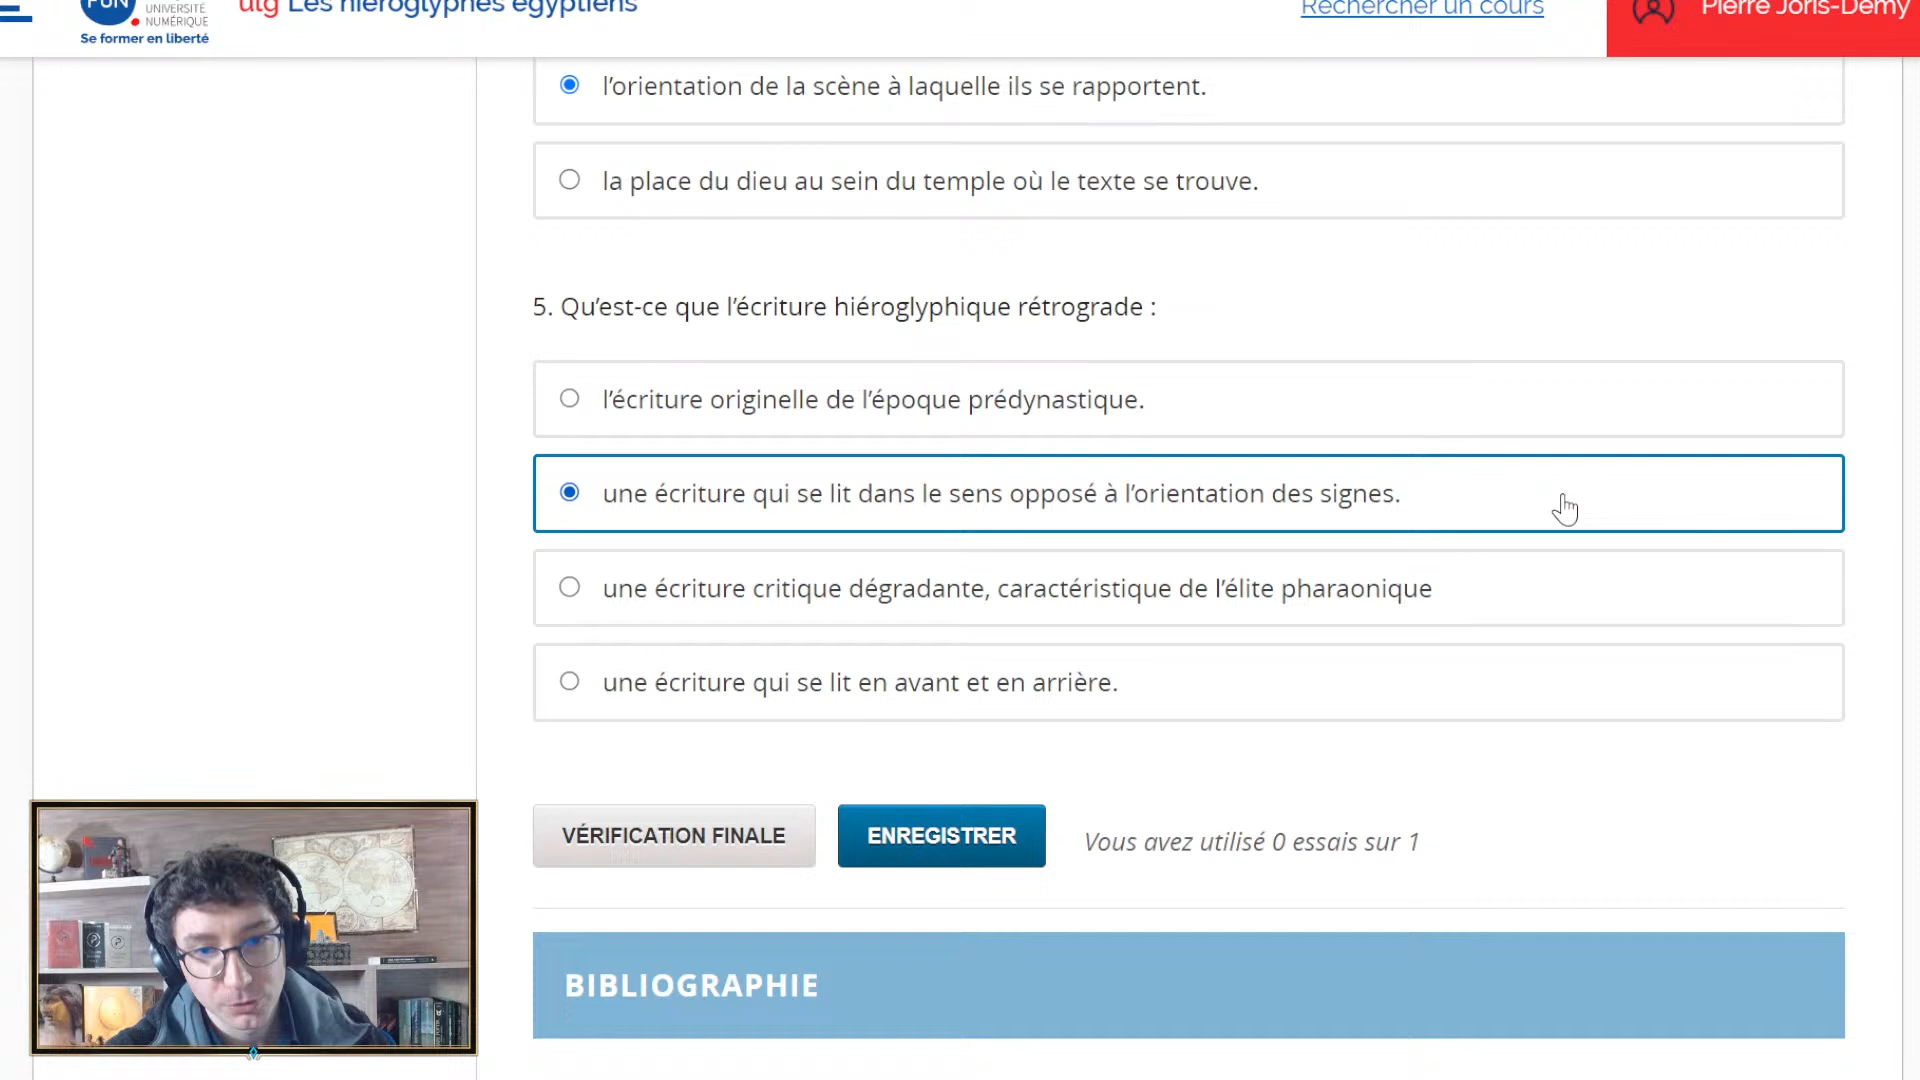 FUN
UNIVERSITÉ
NUMÉRIQUE
Se former en liberté
ulg Les hiéroglyphes égyptiens
Rechercher un cours
Pierre Joris-Demy
l’orientation de la scène à laquelle ils se rapportent.
la place du dieu au sein du temple où le texte se trouve.
5. Qu’est-ce que l’écriture hiéroglyphique rétrograde :
l’écriture originelle de l’époque prédynastique.
une écriture qui se lit dans le sens opposé à l’orientation des signes.
une écriture critique dégradante, caractéristique de l’élite pharaonique
une écriture qui se lit en avant et en arrière.
VÉRIFICATION FINALE
ENREGISTRER
Vous avez utilisé 0 essais sur 1
BIBLIOGRAPHIE